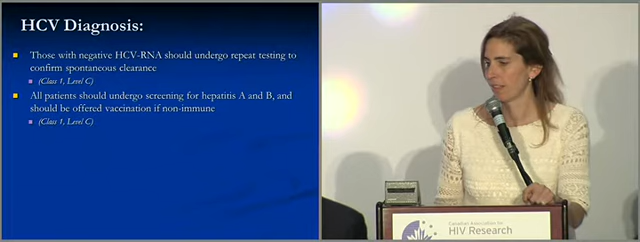 HCV Diagnosis:
Those with negative HCV-RNA should undergo repeat testing to
confirm spontaneous clearance
(Class 1, Level C)
All patients should undergo screening for hepatitis A and B, and
should be offered vaccination if non-immune
(Class 1, Level C)
Canadian Association for
HIV Research